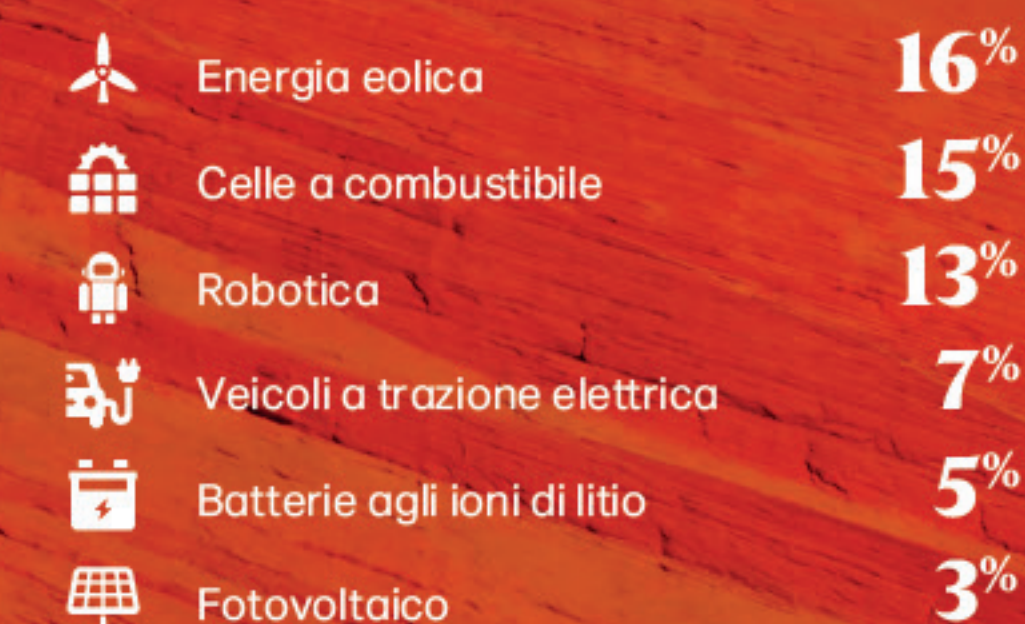 Energia eolica 16%
Celle a combustibile 15%
Robotica 13%
Veicoli a trazione elettrica 7%
Batterie agli ioni di litio 5%
Fotovoltaico 3%